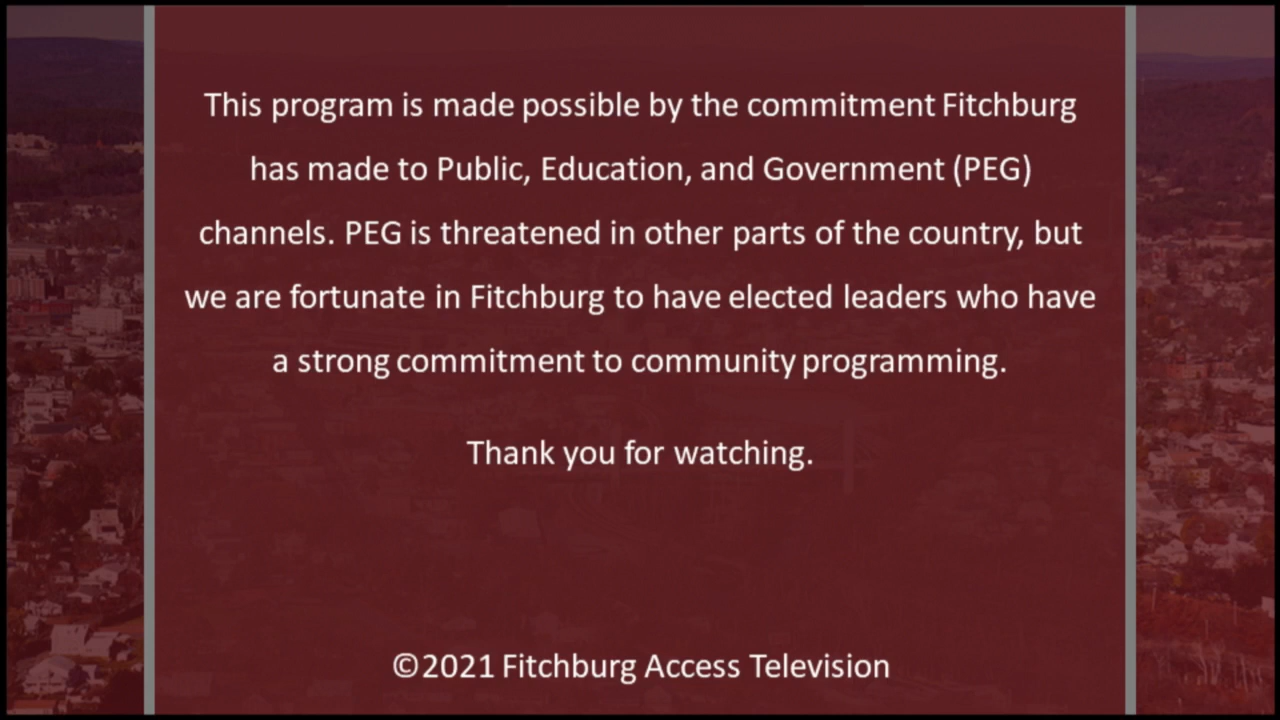 This program is made possible by the commitment Fitchburg
has made to Public, Education, and Government (PEG)
channels. PEG is threatened in other parts of the country, but
we are fortunate in Fitchburg to have elected leaders who have
a strong commitment to community programming.
Thank you for watching.
©2021 Fitchburg Access Television